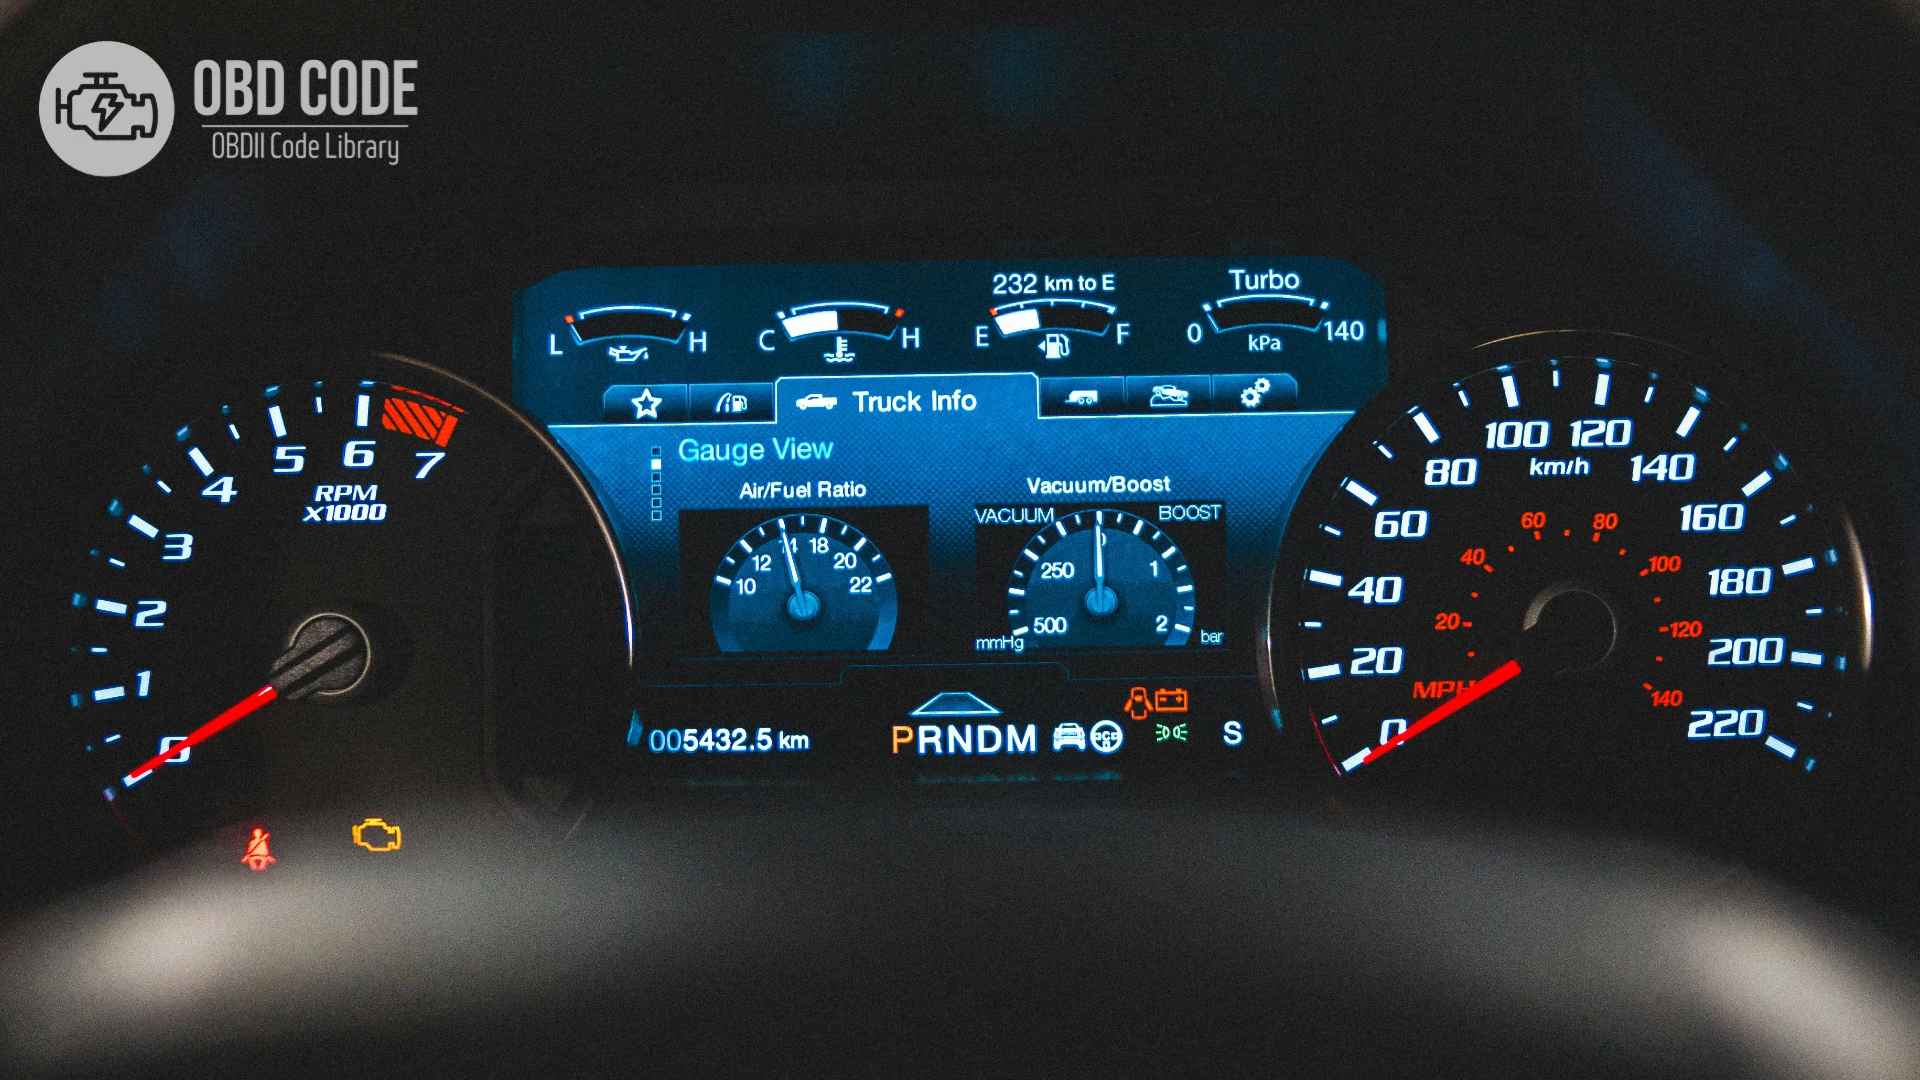 OBD CODE
OBDII Code Library
232 km to E
Turbo
L H
C H
E F
0 140
kPa
Truck Info
Gauge View
Air/Fuel Ratio
10 12 14 18 20 22
Vacuum/Boost
VACUUM BOOST
500 250 0 1 2
mmHg bar
0 1 2 3 4 5 6 7
RPM
X1000
0 20 40 60 80 100 120 140 160 180 200 220
km/h
20 40 60 80 100 120 140
MPH
005432.5 km
PRNDM
S